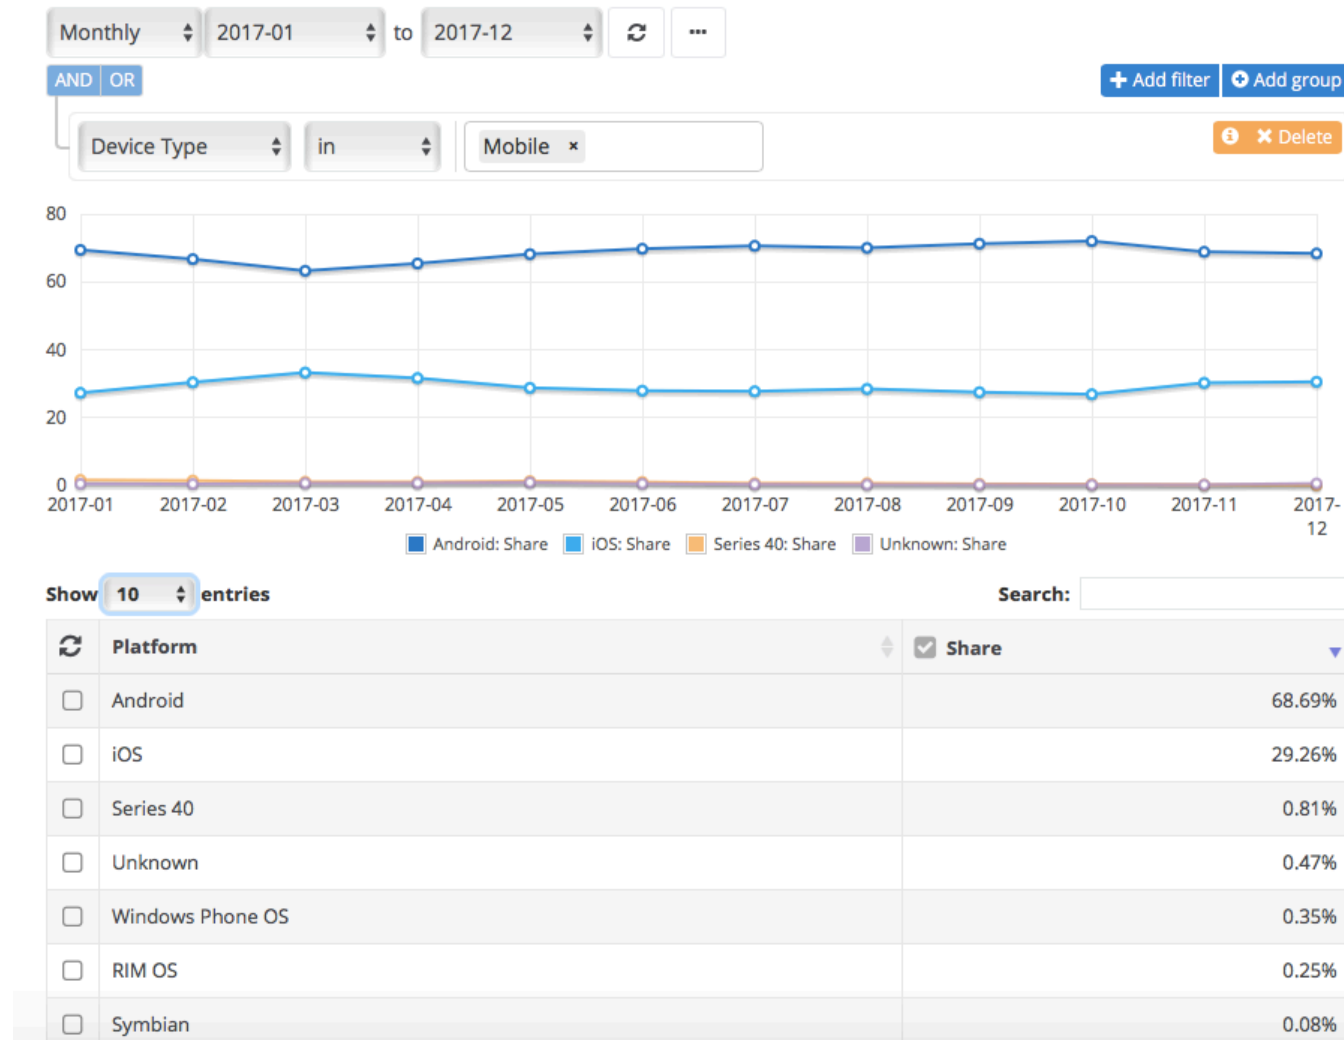 Monthly 2017-01 to 2017-12 ...
AND OR + Add filter Add group
Device Type in Mobile × Delete
80
60
40
20
0
2017-01 2017-02 2017-03 2017-04 2017-05 2017-06 2017-07 2017-08 2017-09 2017-10 2017-11 2017-
12
Android: Share iOS: Share Series 40: Share Unknown: Share
Show 10 entries Search:
Platform Share
Android 68.69%
iOS 29.26%
Series 40 0.81%
Unknown 0.47%
Windows Phone OS 0.35%
RIM OS 0.25%
Symbian 0.08%